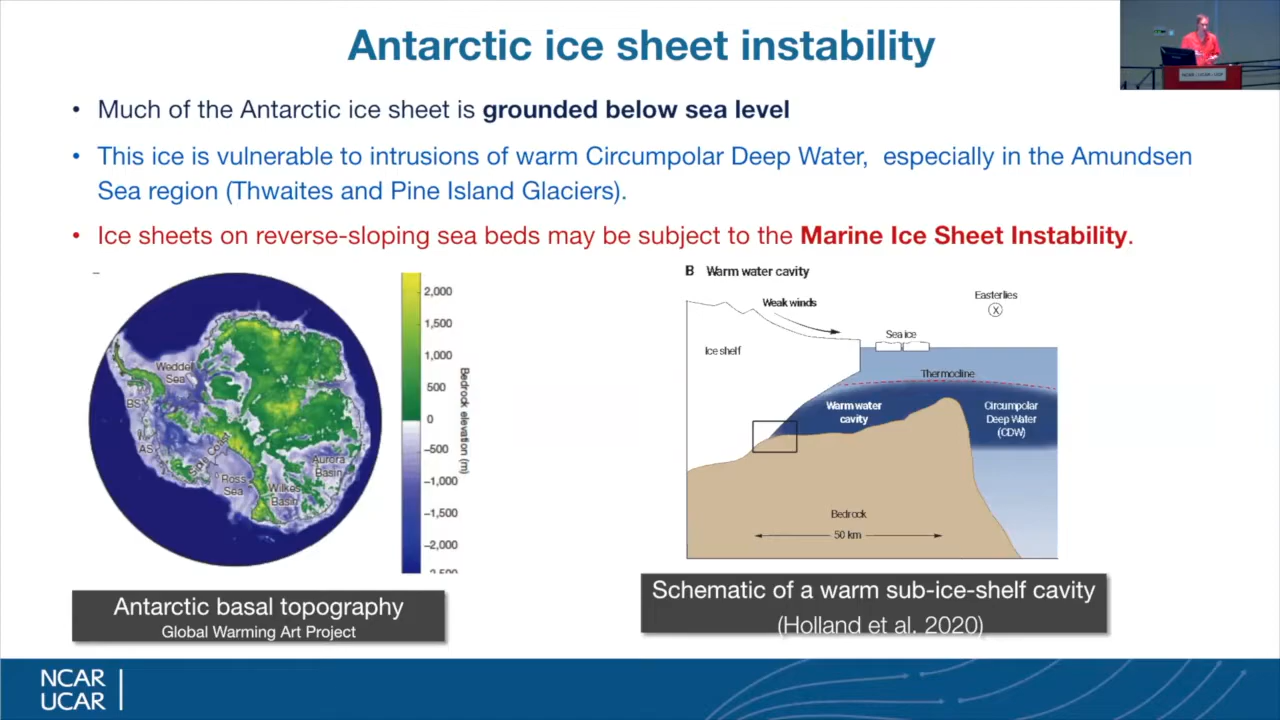 Antarctic ice sheet instability
• Much of the Antarctic ice sheet is grounded below sea level
• This ice is vulnerable to intrusions of warm Circumpolar Deep Water, especially in the Amundsen
Sea region (Thwaites and Pine Island Glaciers).
• Ice sheets on reverse-sloping sea beds may be subject to the Marine Ice Sheet Instability.
Weddell
Sea
BS
AS
Ross
Sea
Wilkes
Basin
Aurora
Basin
2,000
1,500
1,000
500
0
–500
–1,000
–1,500
–2,000
Bedrock elevation (m)
Antarctic basal topography
Global Warming Art Project
B Warm water cavity
Weak winds
Easterlies
X
Ice shelf
Sea ice
Thermocline
Warm water
cavity
Circumpolar
Deep Water
(CDW)
Bedrock
50 km
Schematic of a warm sub-ice-shelf cavity
(Holland et al. 2020)
NCAR
UCAR
NCAR | UCAR | UCP